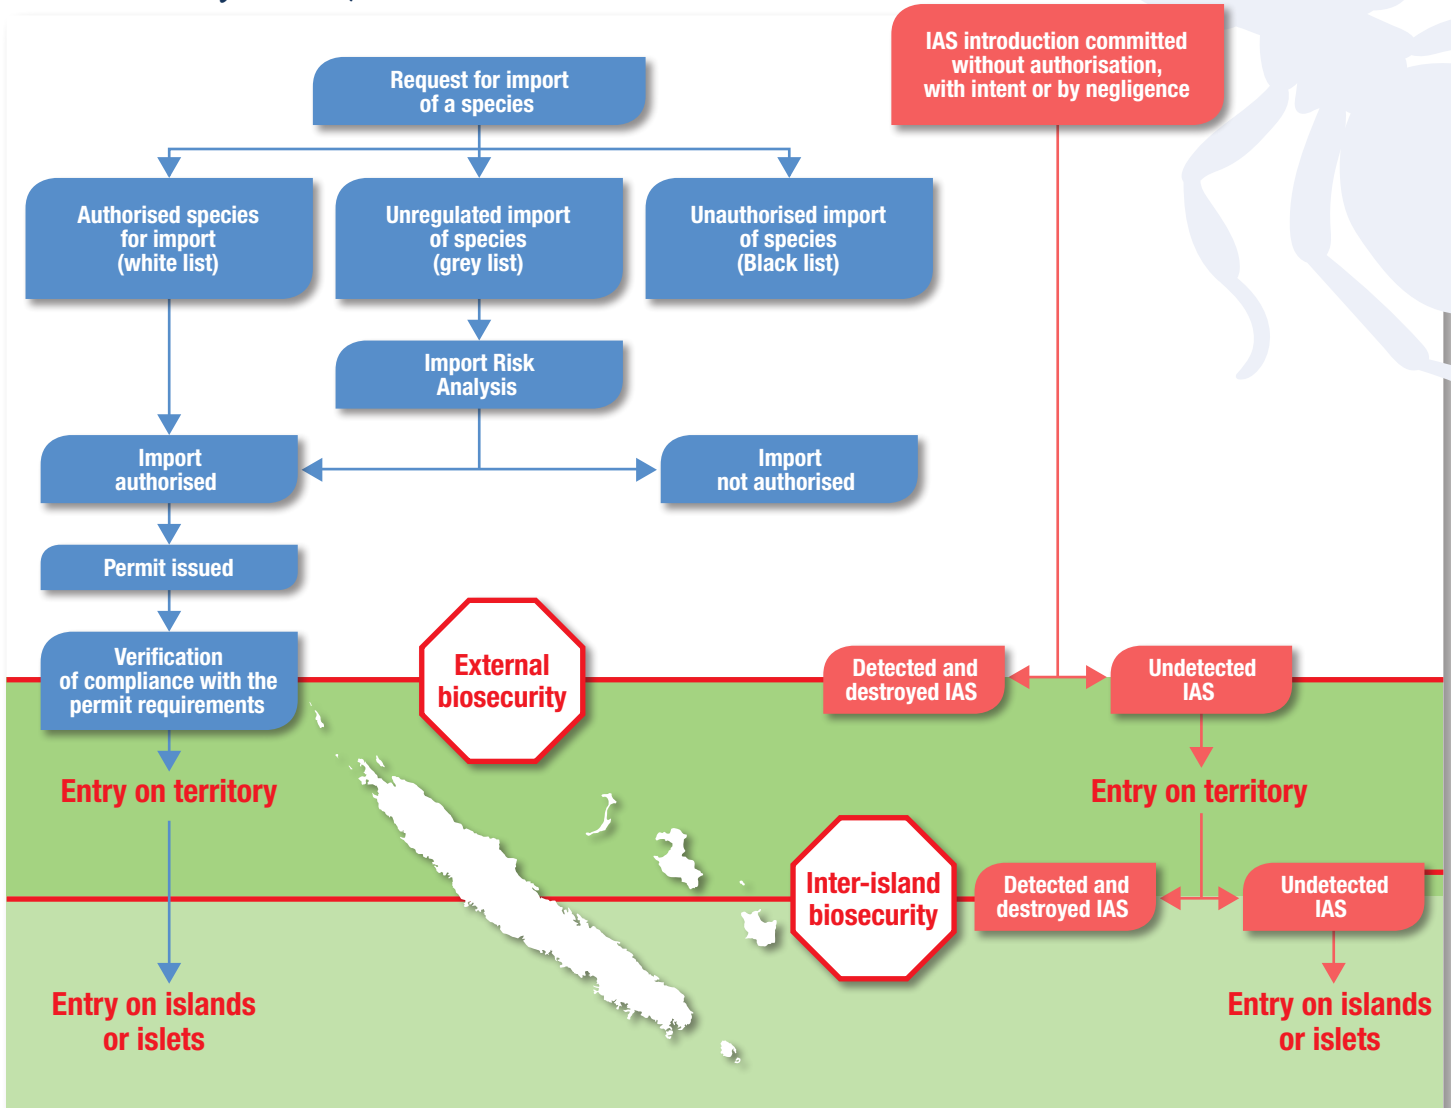 IAS introduction committed
without authorisation,
with intent or by negligence
Request for import
of a species
Authorised species
for import
(white list)
Unregulated import
of species
(grey list)
Unauthorised import
of species
(Black list)
Import Risk
Analysis
Import
authorised
Import
not authorised
Permit issued
Verification
of compliance with the
permit requirements
External
biosecurity
Detected and
destroyed IAS
Undetected
IAS
Entry on territory
Entry on territory
Inter-island
biosecurity
Detected and
destroyed IAS
Undetected
IAS
Entry on islands
or islets
Entry on islands
or islets